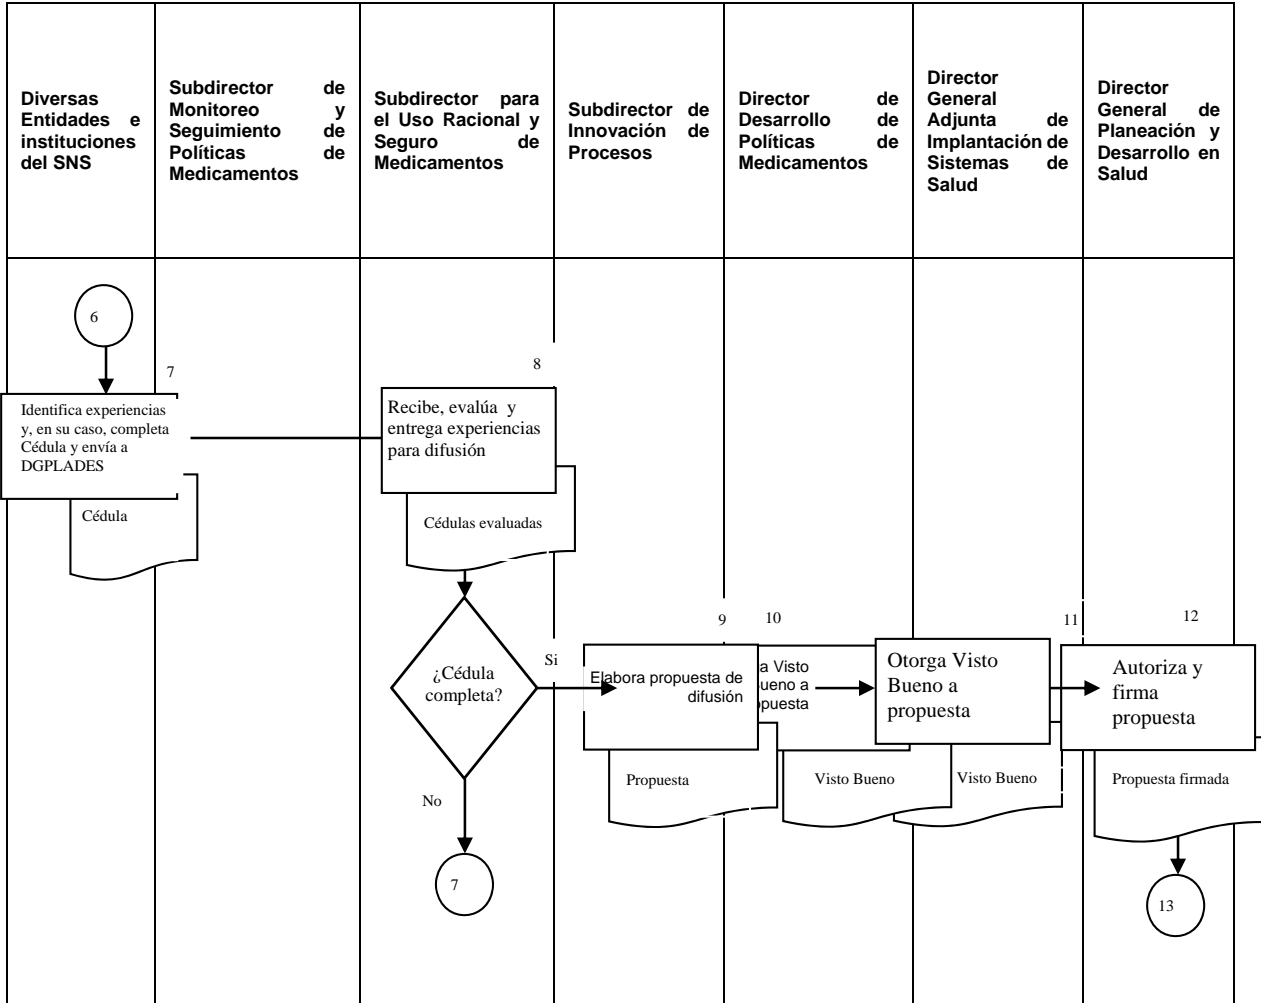 Diversas
Entidades e
instituciones
del SNS
Subdirector de
Monitoreo y
Seguimiento de
Políticas de
Medicamentos
Subdirector para
el Uso Racional y
Seguro de
Medicamentos
Subdirector de
Innovación de
Procesos
Director de
Desarrollo de
Políticas de
Medicamentos
Director
General
Adjunta de
Implantación de
Sistemas de
Salud
Director
General de
Planeación y
Desarrollo en
Salud
6
7
Identifica experiencias
y, en su caso, completa
Cédula y envía a
DGPLADES
Cédula
8
Recibe, evalúa y
entrega experiencias
para difusión
Cédulas evaluadas
¿Cédula
completa?
Si
No
7
9
Elabora propuesta de
difusión
Propuesta
10
a Visto
ueno a
opuesta
Visto Bueno
11
Otorga Visto
Bueno a
propuesta
Visto Bueno
12
Autoriza y
firma
propuesta
Propuesta firmada
13